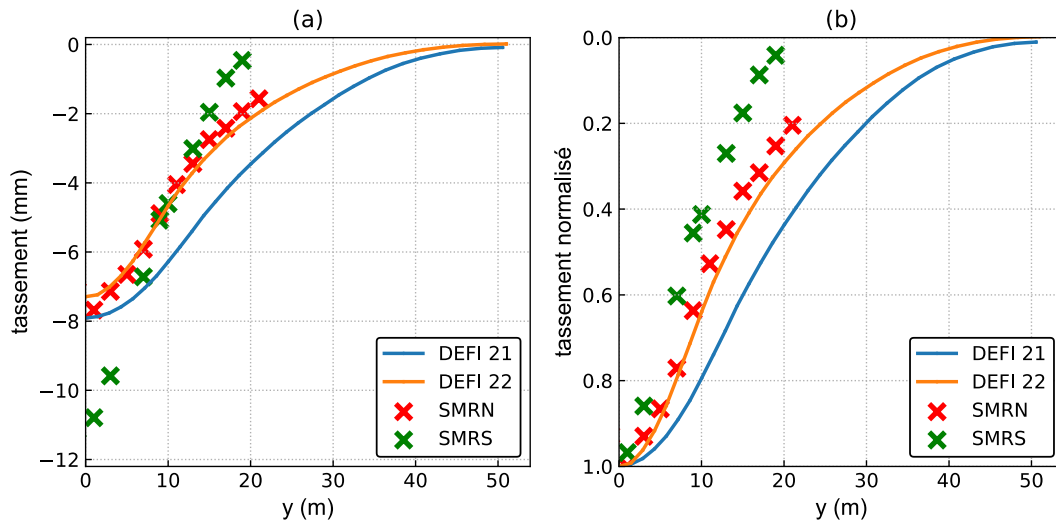 (a)
tassement (mm)
0
−2
−4
−6
−8
−10
−12
0 10 20 30 40 50
y (m)
DEFI 21
DEFI 22
SMRN
SMRS
(b)
tassement normalisé
0.0
0.2
0.4
0.6
0.8
1.0
0 10 20 30 40 50
y (m)
DEFI 21
DEFI 22
SMRN
SMRS